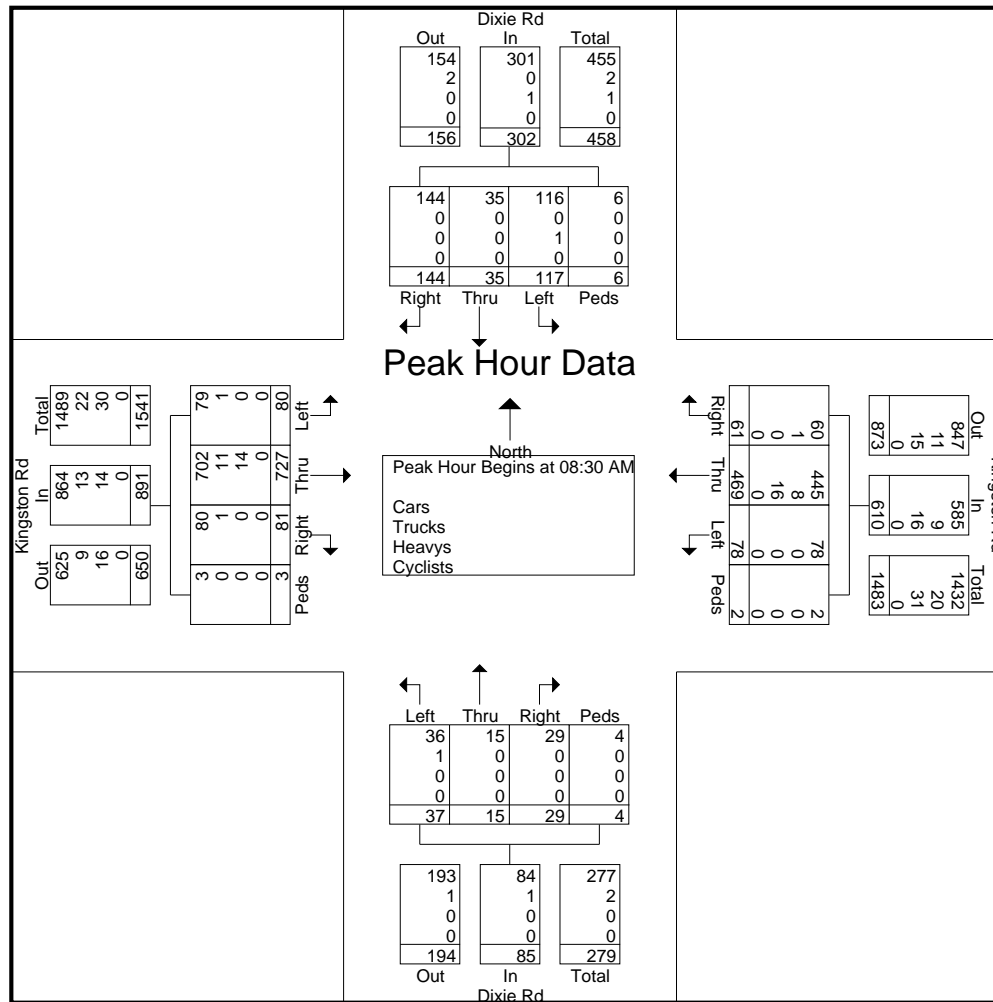 Dixie Rd
Out In Total
154 301 455
2 0 2
0 1 1
0 0 0
156 302 458
144 35 116 6
0 0 0 0
0 0 1 0
0 0 0 0
144 35 117 6
Right Thru Left Peds
Peak Hour Data
North
Peak Hour Begins at 08:30 AM
Cars
Trucks
Heavys
Cyclists
Kingston Rd
Out In Total
625 864 1489
9 13 22
16 14 30
0 0 0
650 891 1541
3 80 702 79
0 1 11 1
0 0 14 0
0 0 0 0
3 81 727 80
Peds Right Thru Left
Out In Total
847 585 1432
11 9 20
15 16 31
0 0 0
873 610 1483
60 445 78 2
1 8 0 0
0 16 0 0
0 0 0 0
61 469 78 2
Right Thru Left Peds
Left Thru Right Peds
36 15 29 4
1 0 0 0
0 0 0 0
0 0 0 0
37 15 29 4
193 84 277
1 1 2
0 0 0
0 0 0
194 85 279
Out In Total
Dixie Rd